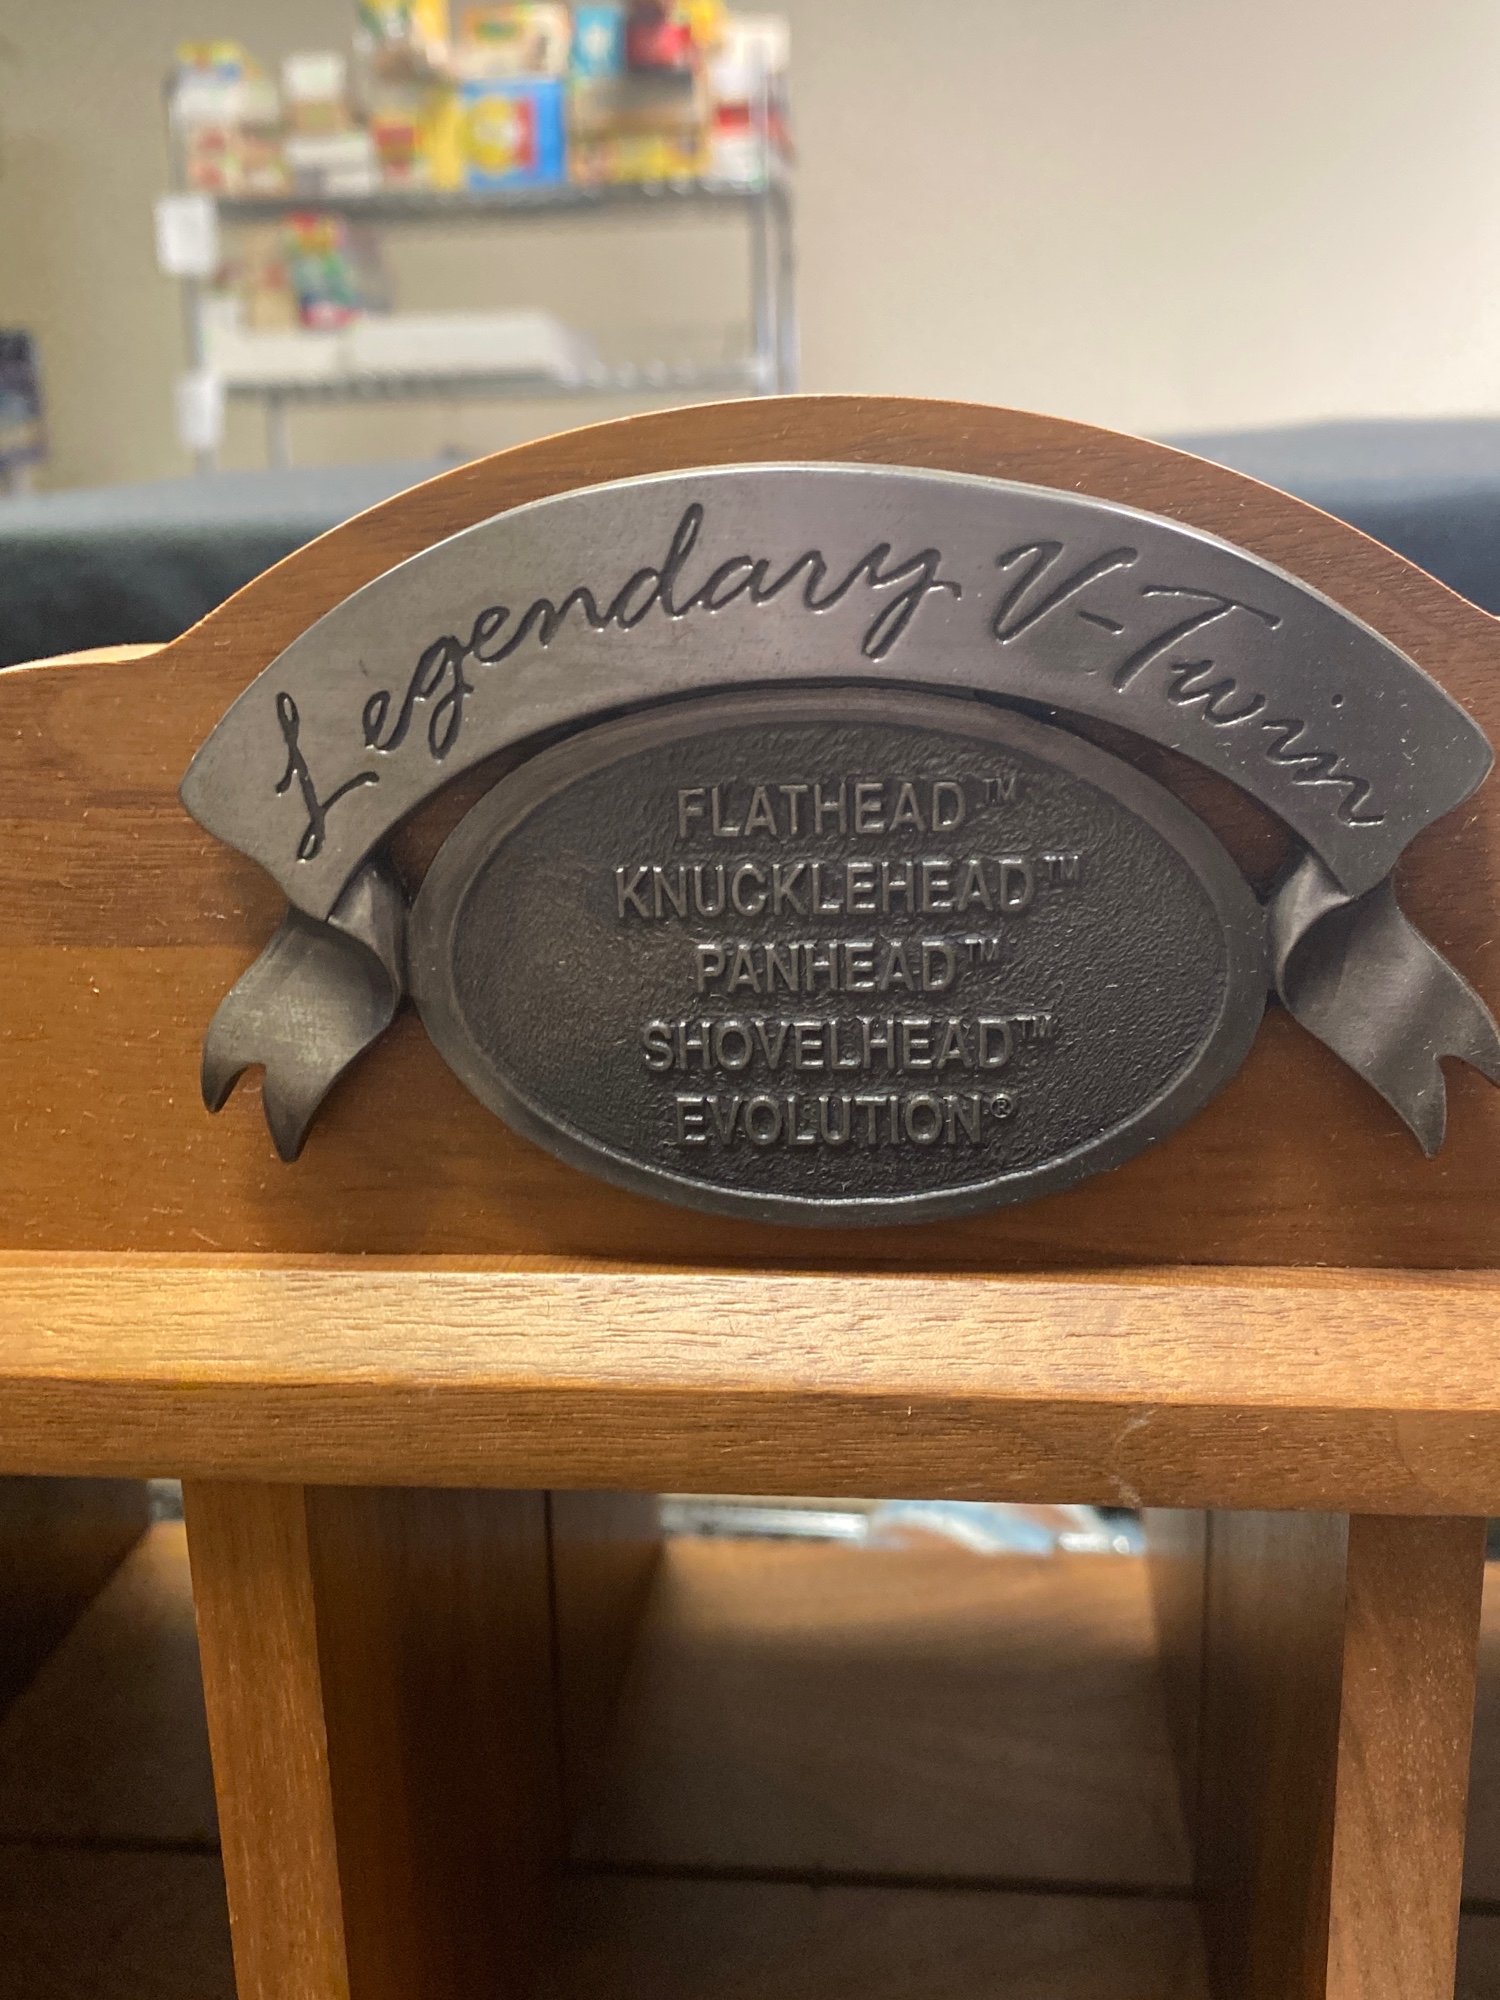 Legendary V-Twin
FLATHEAD™
KNUCKLEHEAD™
PANHEAD™
SHOVELHEAD™
EVOLUTION®